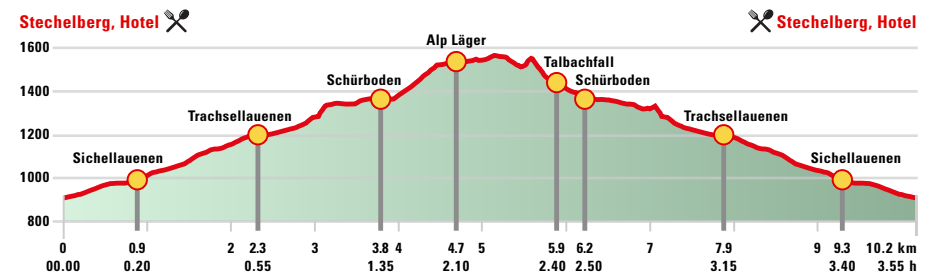 Stechelberg, Hotel
Stechelberg, Hotel
1600
1400
1200
1000
800
Alp Läger
Talbachfall
Schürboden
Schürboden
Trachsellauenen
Trachsellauenen
Sichellauenen
Sichellauenen
0 0.9 2 2.3 3 3.8 4 4.7 5 5.9 6.2 7 7.9 9 9.3 10.2 km
00.00 0.20 0.55 1.35 2.10 2.40 2.50 3.15 3.40 3.55 h